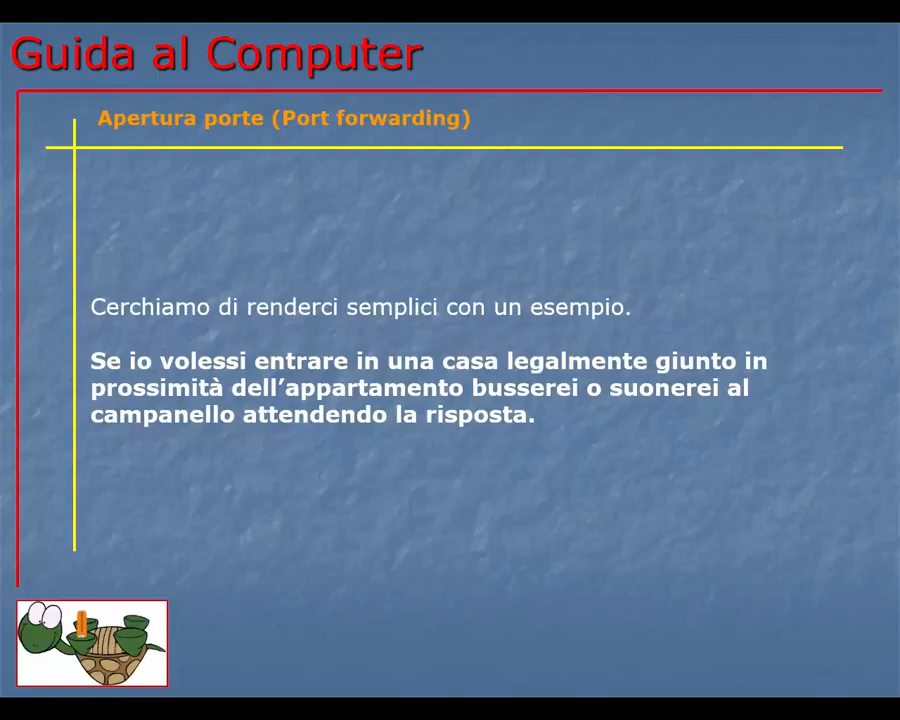 Guida al Computer
Apertura porte (Port forwarding)
Cerchiamo di renderci semplici con un esempio.
Se io volessi entrare in una casa legalmente giunto in
prossimità dell’appartamento busserei o suonerei al
campanello attendendo la risposta.